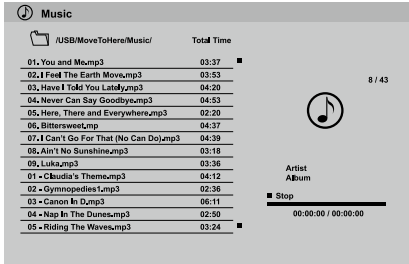 Music
/USB/MoveToHere/Music/ Total Time
01. You and Me.mp3 03:37
02. I Feel The Earth Move.mp3 03:53
03. Have I Told You Lately.mp3 04:20
04. Never Can Say Goodbye.mp3 04:53
05. Here, There and Everywhere.mp3 02:20
06. Bittersweet.mp 04:37
07. I Can't Go For That (No Can Do).mp3 04:39
08. Ain't No Sunshine.mp3 03:18
09. Luka.mp3 03:36
01 - Claudia's Theme.mp3 04:12
02 - Gymnopedies1.mp3 02:36
03 - Canon In D.mp3 06:11
04 - Nap In The Dunes.mp3 02:50
05 - Riding The Waves.mp3 03:24
8 / 43
Artist
Album
Stop
00:00:00 / 00:00:00